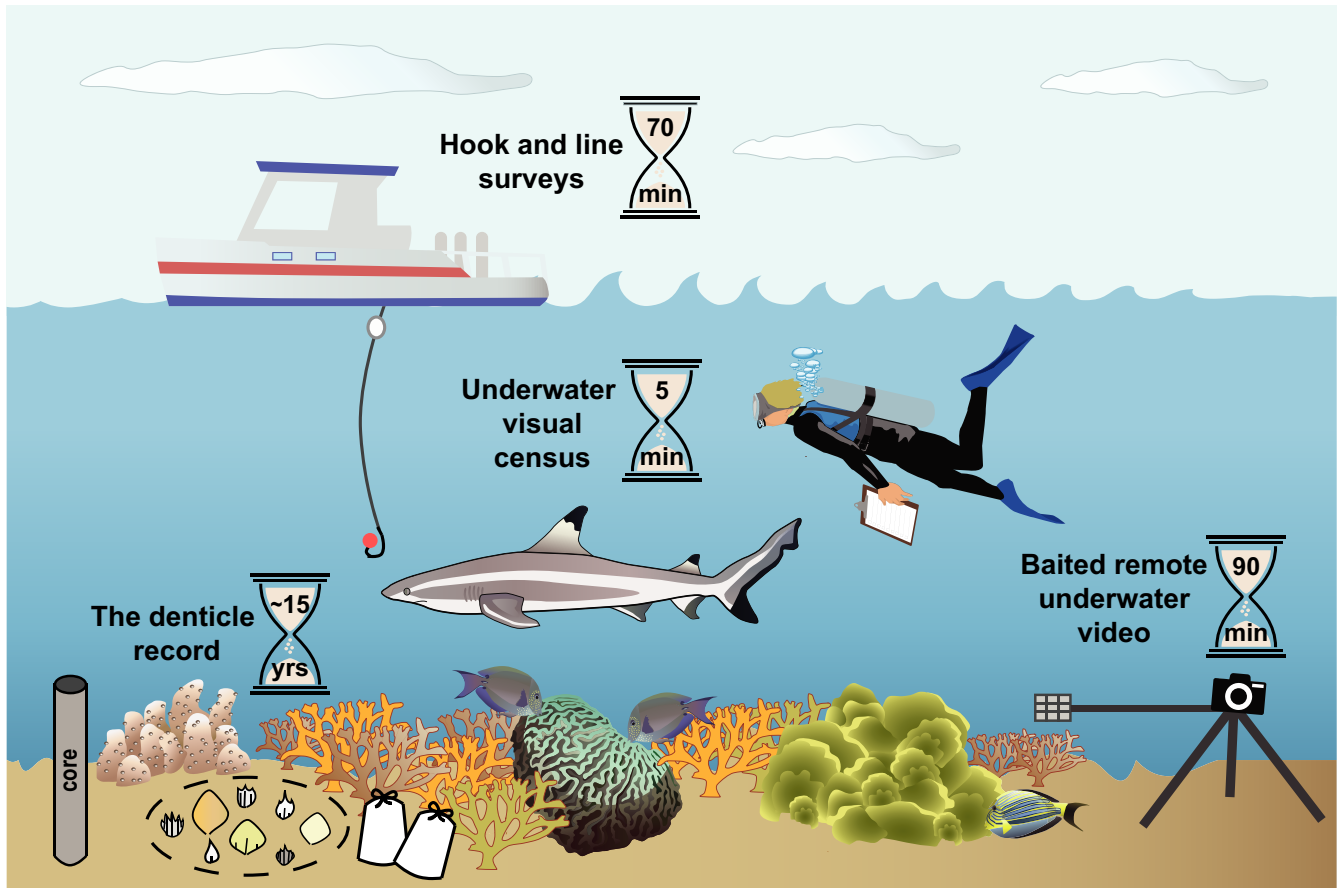 Hook and line
surveys
70
min
Underwater
visual
census
5
min
Baited remote
underwater
video
90
min
The denticle
record
~15
yrs
core